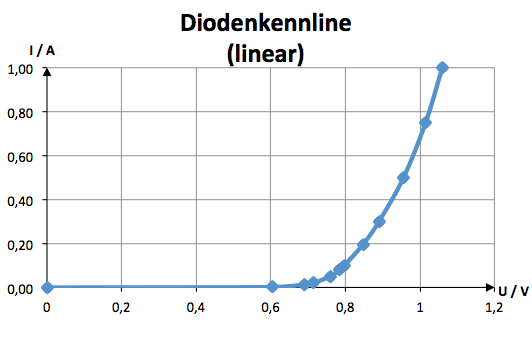 Diodenkennline
(linear)
I / A
1,00
0,80
0,60
0,40
0,20
0,00
0 0,2 0,4 0,6 0,8 1 1,2
U / V